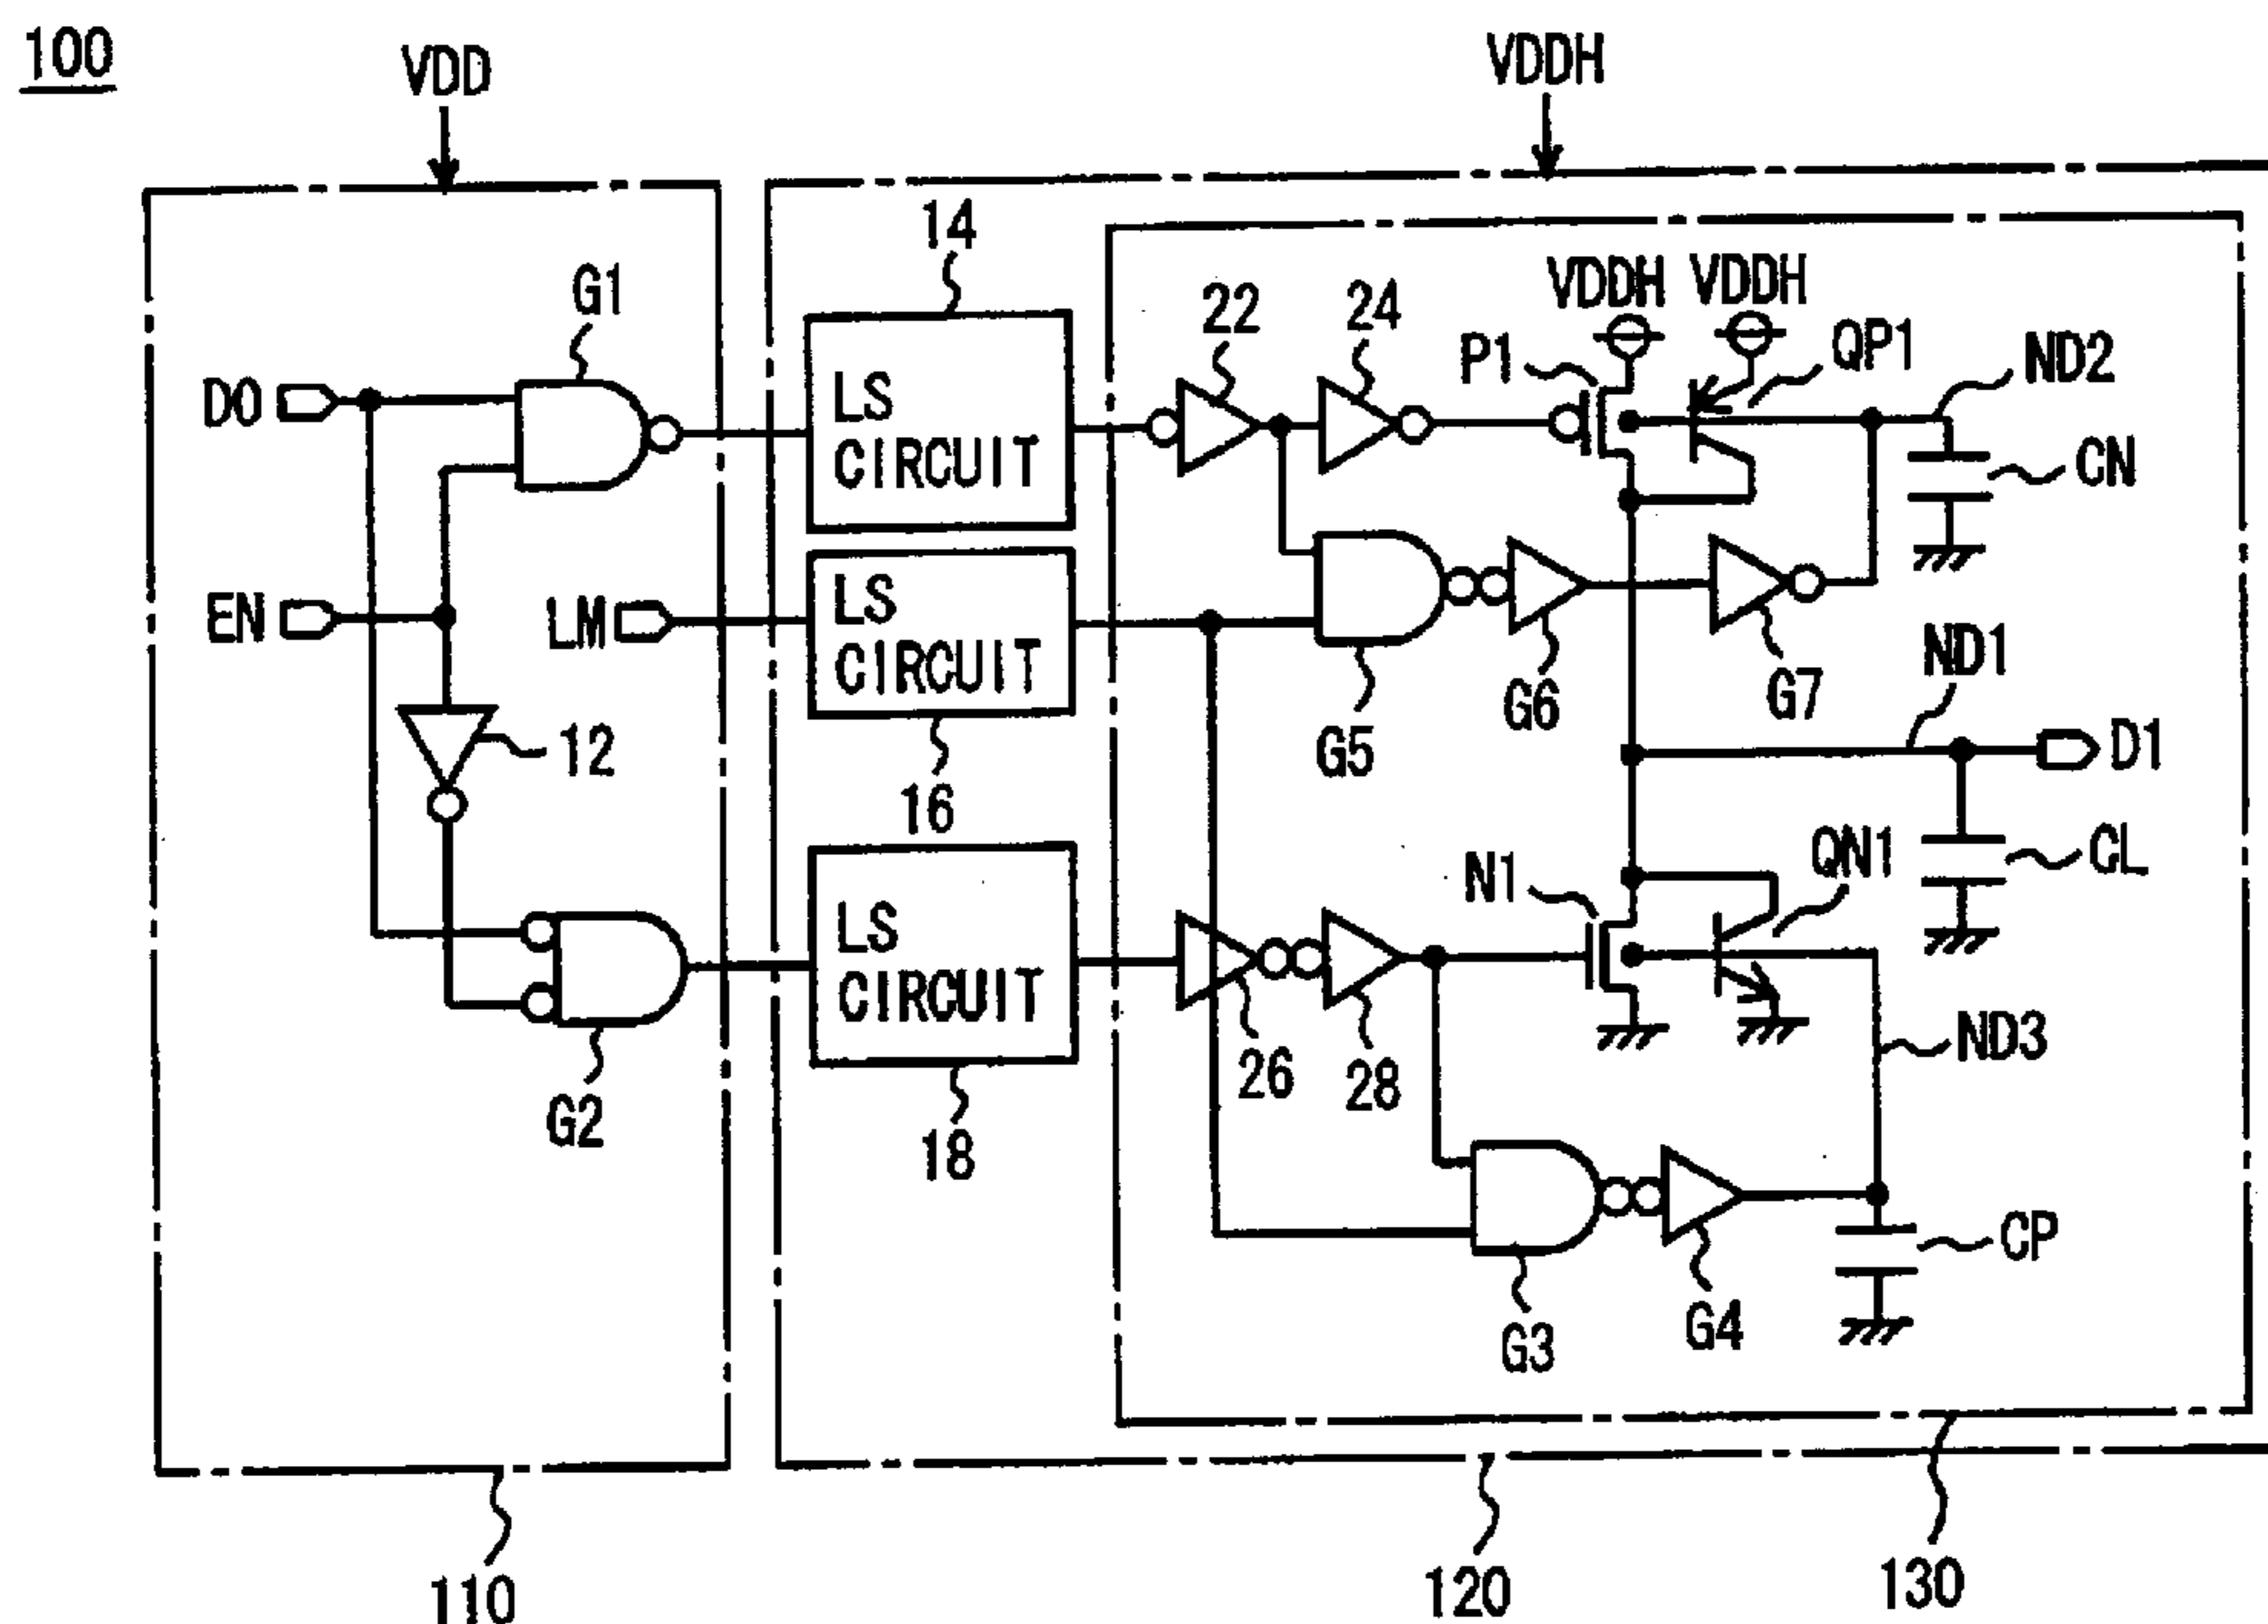 100
VDD
VDDH
14
G1
22
24
VDDH
VDDH
P1
QP1
ND2
D0
LS
CIRCUIT
CN
EN
LM
LS
CIRCUIT
G5
G6
G7
ND1
12
16
D1
N1
QN1
CL
LS
CIRCUIT
26
28
ND3
G2
18
G3
G4
CP
110
120
130